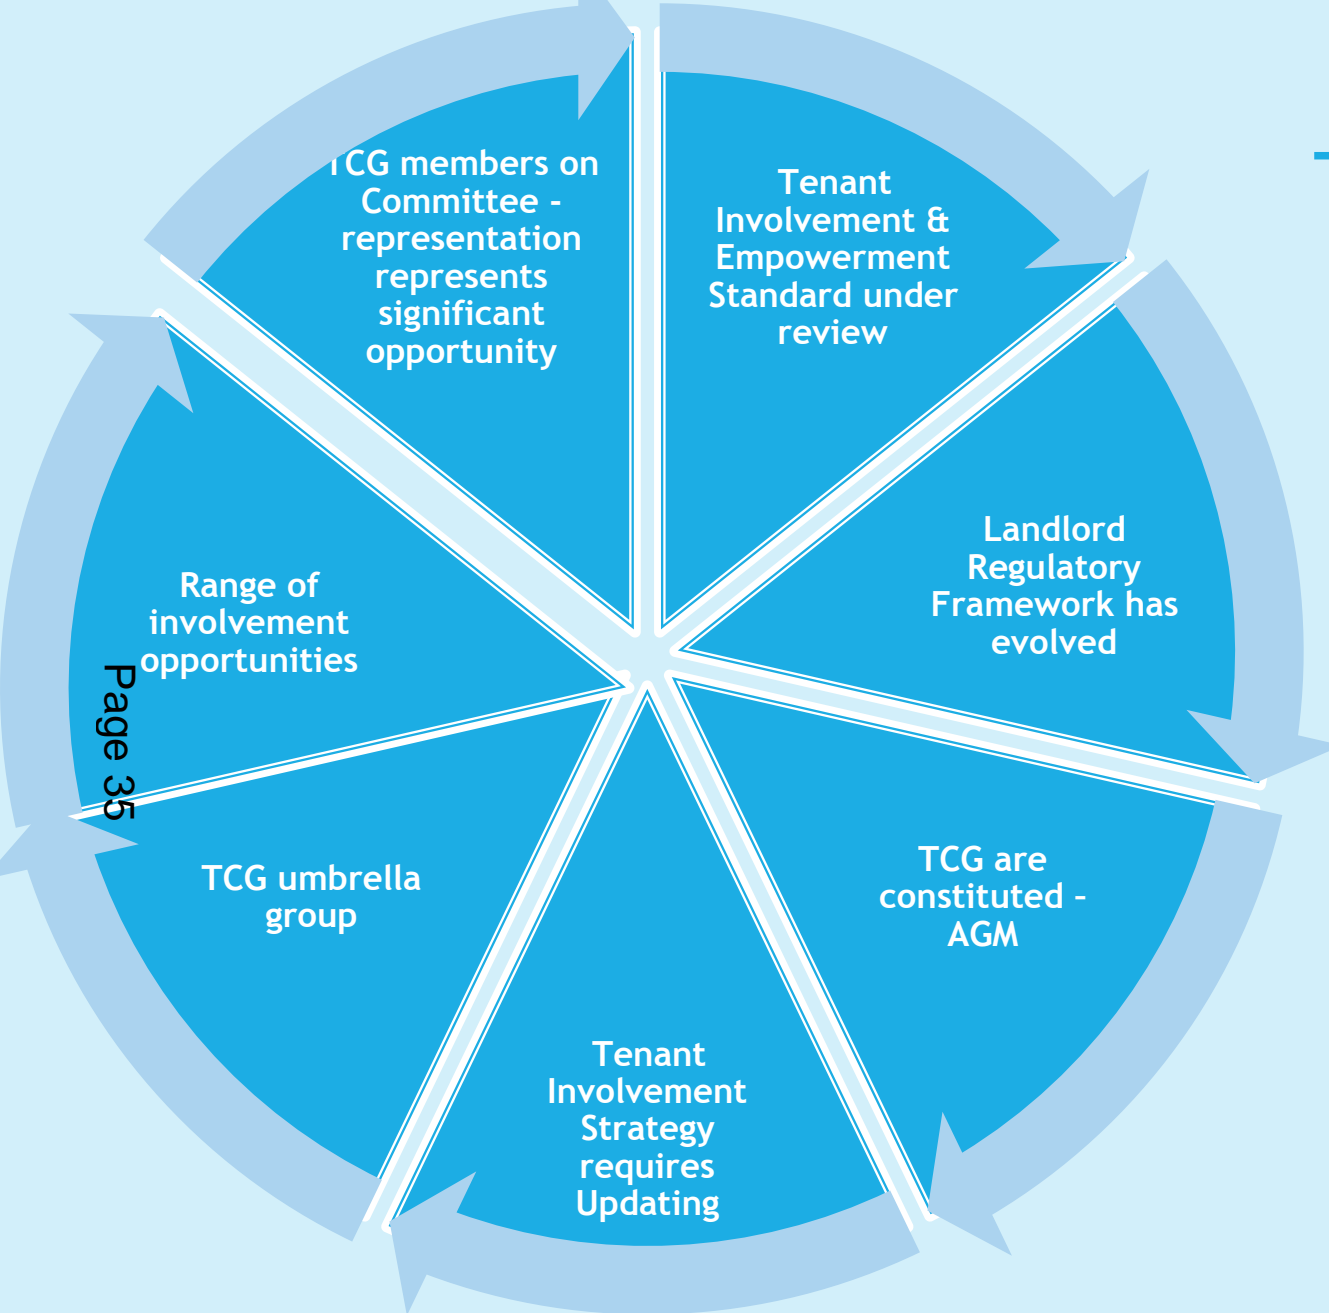 TCG members on
Committee -
representation
represents
significant
opportunity
Tenant
Involvement &
Empowerment
Standard under
review
Landlord
Regulatory
Framework has
evolved
TCG are
constituted –
AGM
Tenant
Involvement
Strategy
requires
Updating
TCG umbrella
group
Range of
involvement
opportunities
Page 35